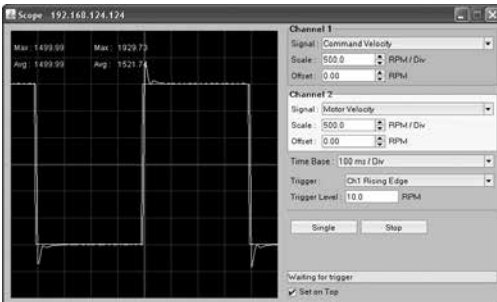 Scope 192.168.124.124
Max: 1499.99 Max: 1929.73
Avg: 1499.99 Avg: 1521.74
Channel 1
Signal: Command Velocity
Scale: 500.0 RPM / Div
Offset: 0.00 RPM
Channel 2
Signal: Motor Velocity
Scale: 500.0 RPM / Div
Offset: 0.00 RPM
Time Base: 100 ms / Div
Trigger: Ch1 Rising Edge
Trigger Level: 10.0 RPM
Single Stop
Waiting for trigger
Set on Top